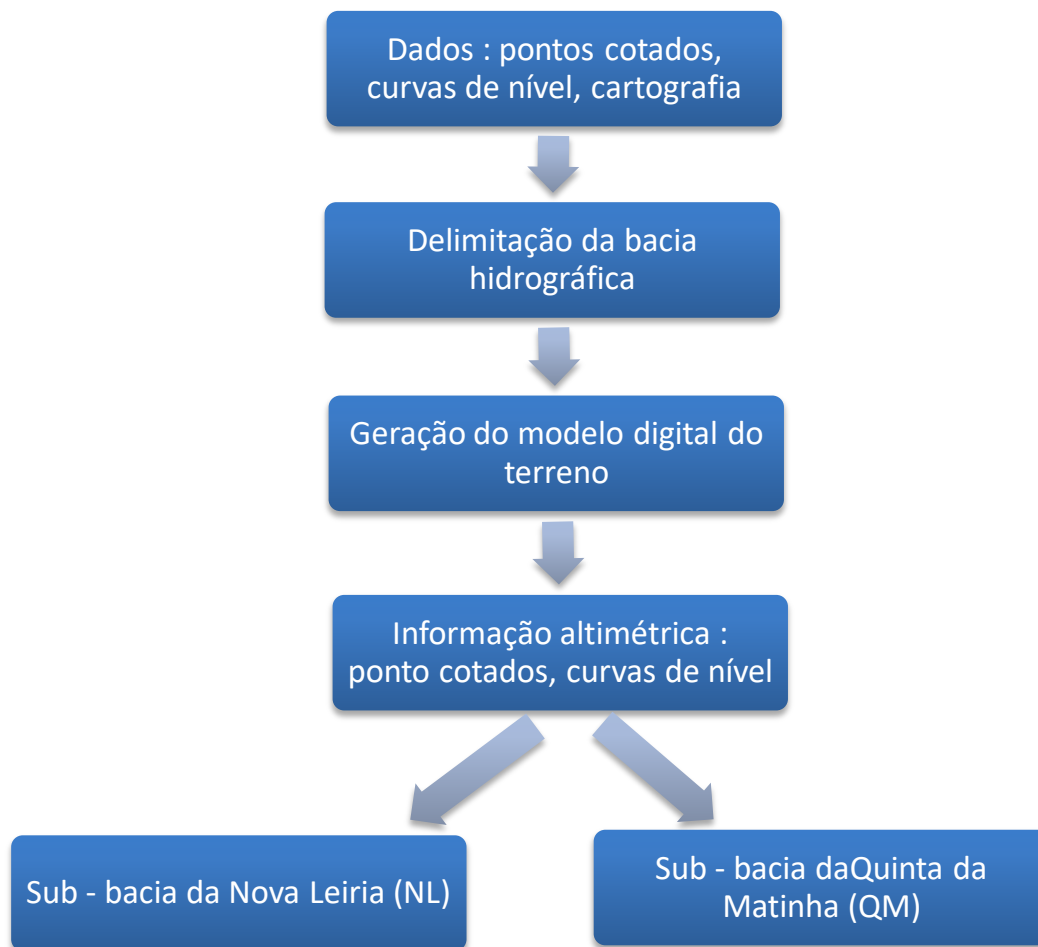 Dados : pontos cotados,
curvas de nível, cartografia
Delimitação da bacia
hidrográfica
Geração do modelo digital do
terreno
Informação altimétrica :
ponto cotados, curvas de nível
Sub - bacia da Nova Leiria (NL)
Sub - bacia daQuinta da
Matinha (QM)